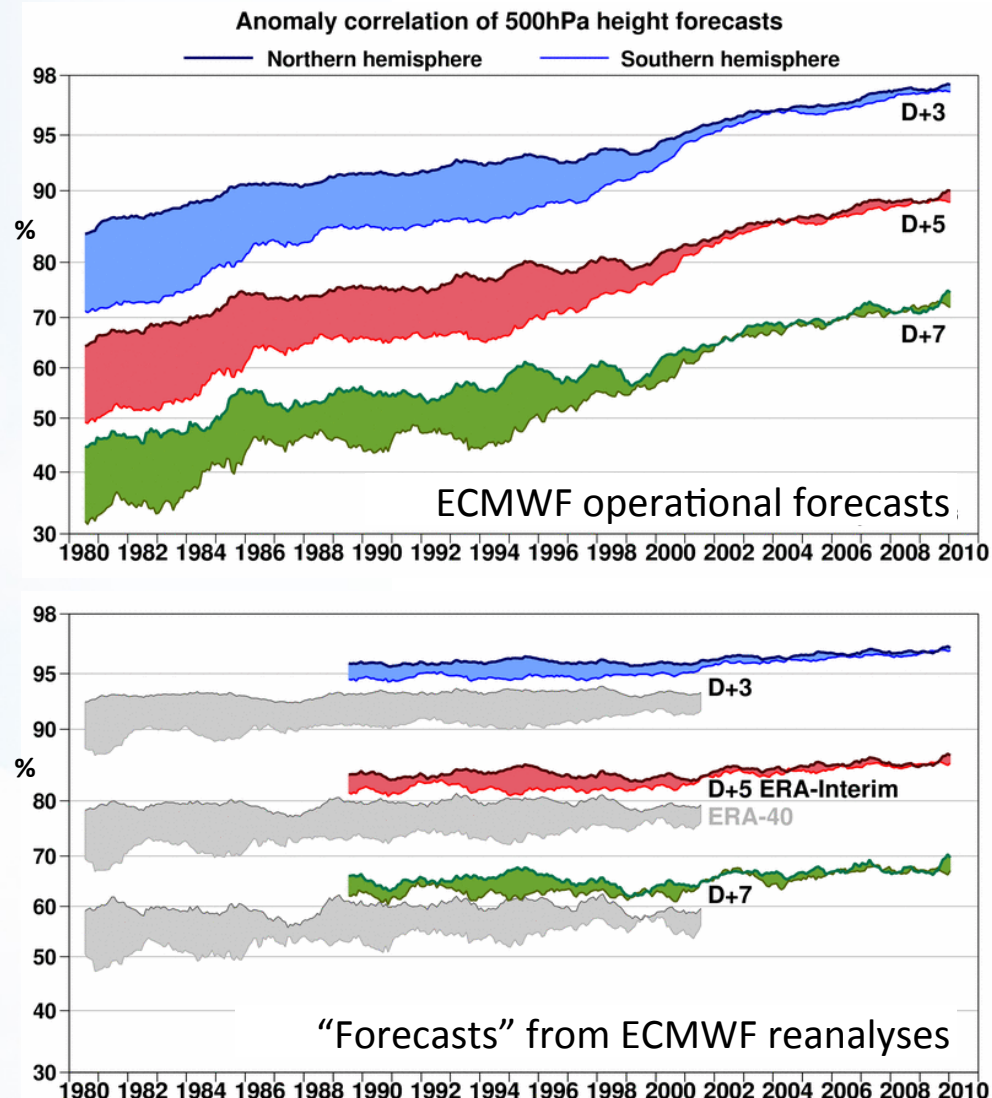 Anomaly correlation of 500hPa height forecasts
Northern hemisphere Southern hemisphere
98
D+3
95
90
%
D+5
80
70
D+7
60
50
40
ECMWF operational forecasts
30
1980 1982 1984 1986 1988 1990 1992 1994 1996 1998 2000 2002 2004 2006 2008 2010
98
95
D+3
90
%
D+5 ERA-Interim
80
ERA-40
70
D+7
60
50
40
“Forecasts” from ECMWF reanalyses
30
1980 1982 1984 1986 1988 1990 1992 1994 1996 1998 2000 2002 2004 2006 2008 2010